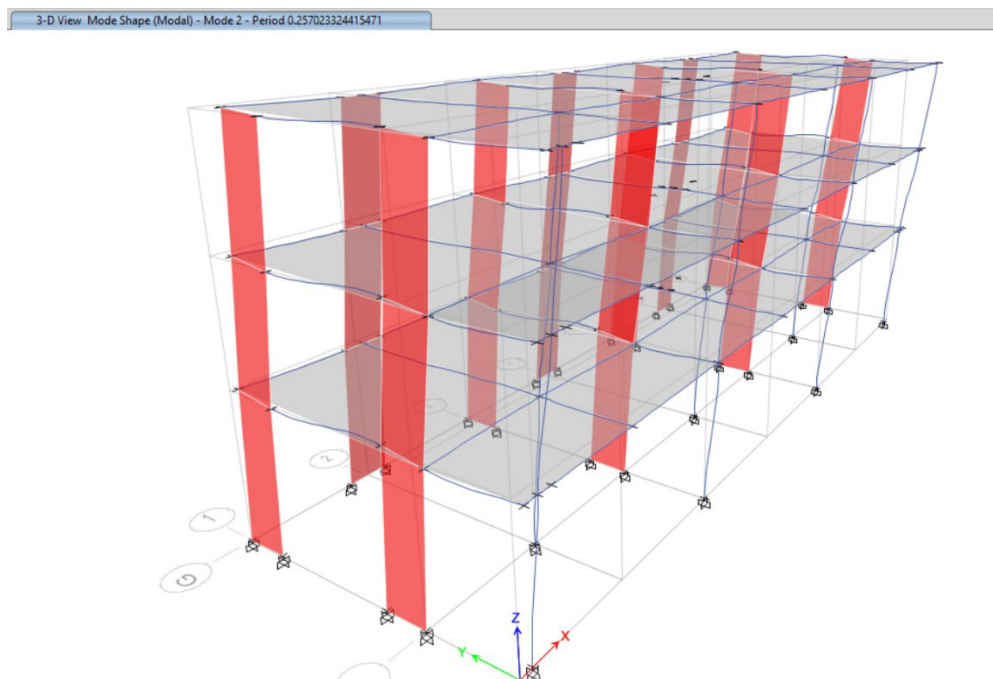 3-D View Mode Shape (Modal) - Mode 2 - Period 0.257023324415471
2
1
G
Z
X
Y